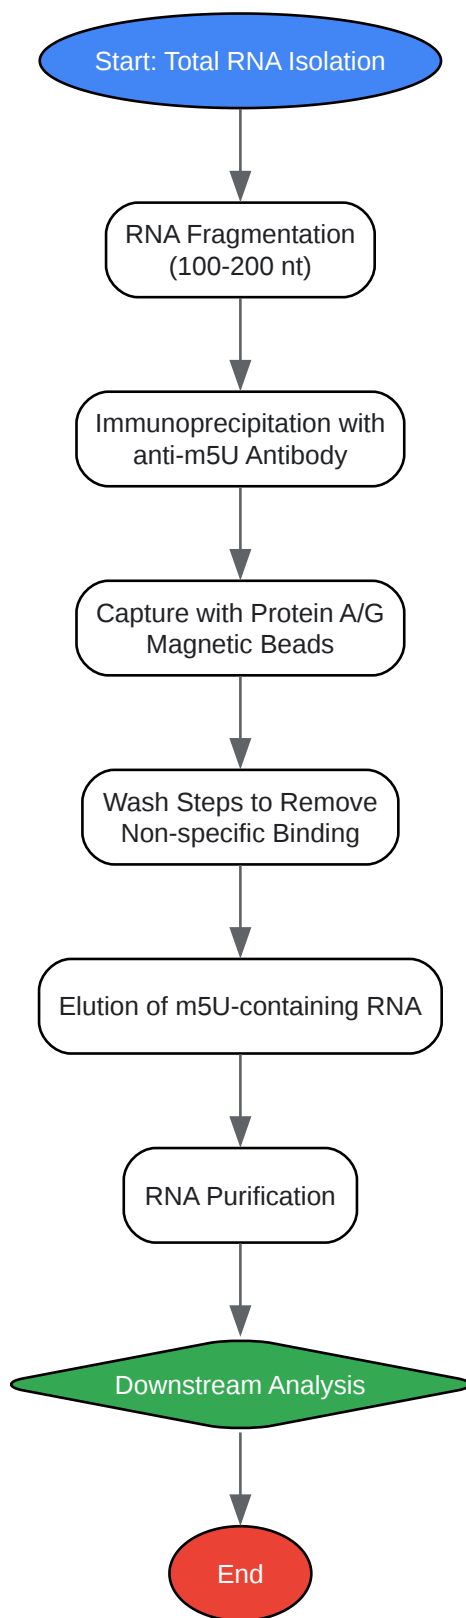 Start: Total RNA Isolation
RNA Fragmentation
(100-200 nt)
Immunoprecipitation with
anti-m5U Antibody
Capture with Protein A/G
Magnetic Beads
Wash Steps to Remove
Non-specific Binding
Elution of m5U-containing RNA
RNA Purification
Downstream Analysis
End